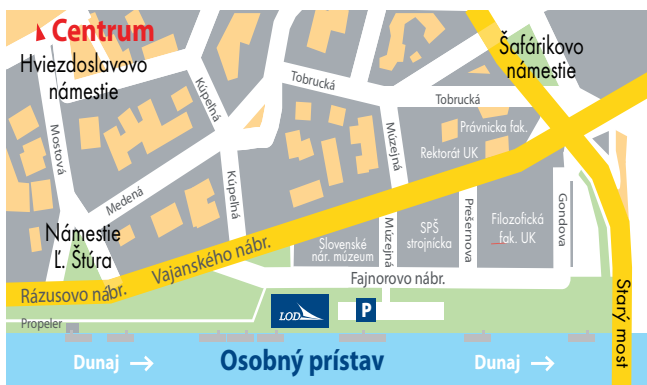 Centrum
Hviezdoslavovo
námestie
Šafárikovo
námestie
Kúpeľná
Tobrucká
Tobrucká
Mostová
Múzejná
Právnicka fak.
Rektorát UK
Medená
Kúpeľná
Gondova
Námestie
Ľ. Štúra
Múzejná
SPŠ
strojnícka
Prešernova
Filozofická
fak. UK
Slovenské
nár. múzeum
Vajanského nábr.
Fajnorovo nábr.
Rázusovo nábr.
Starý most
LOD
P
Propeler
Dunaj →
Osobný prístav
Dunaj →